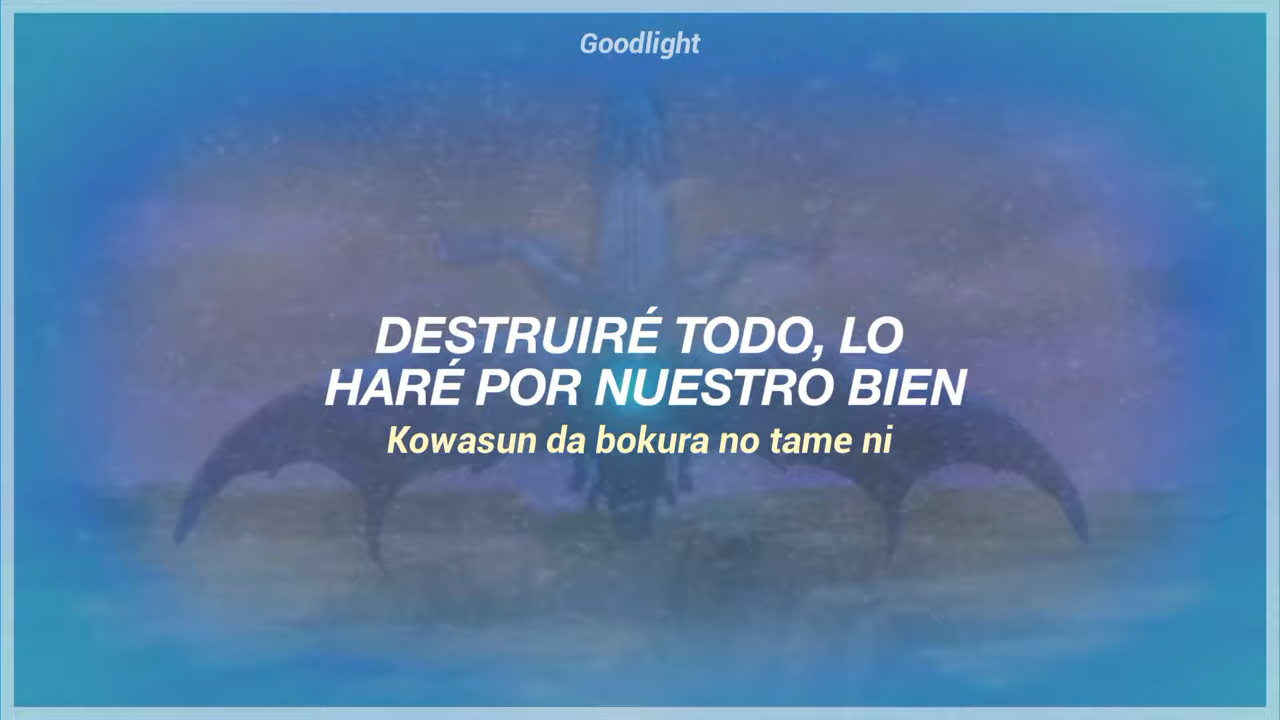 Goodlight
DESTRUIRÉ TODO, LO
HARÉ POR NUESTRO BIEN
Kowasun da bokura no tame ni